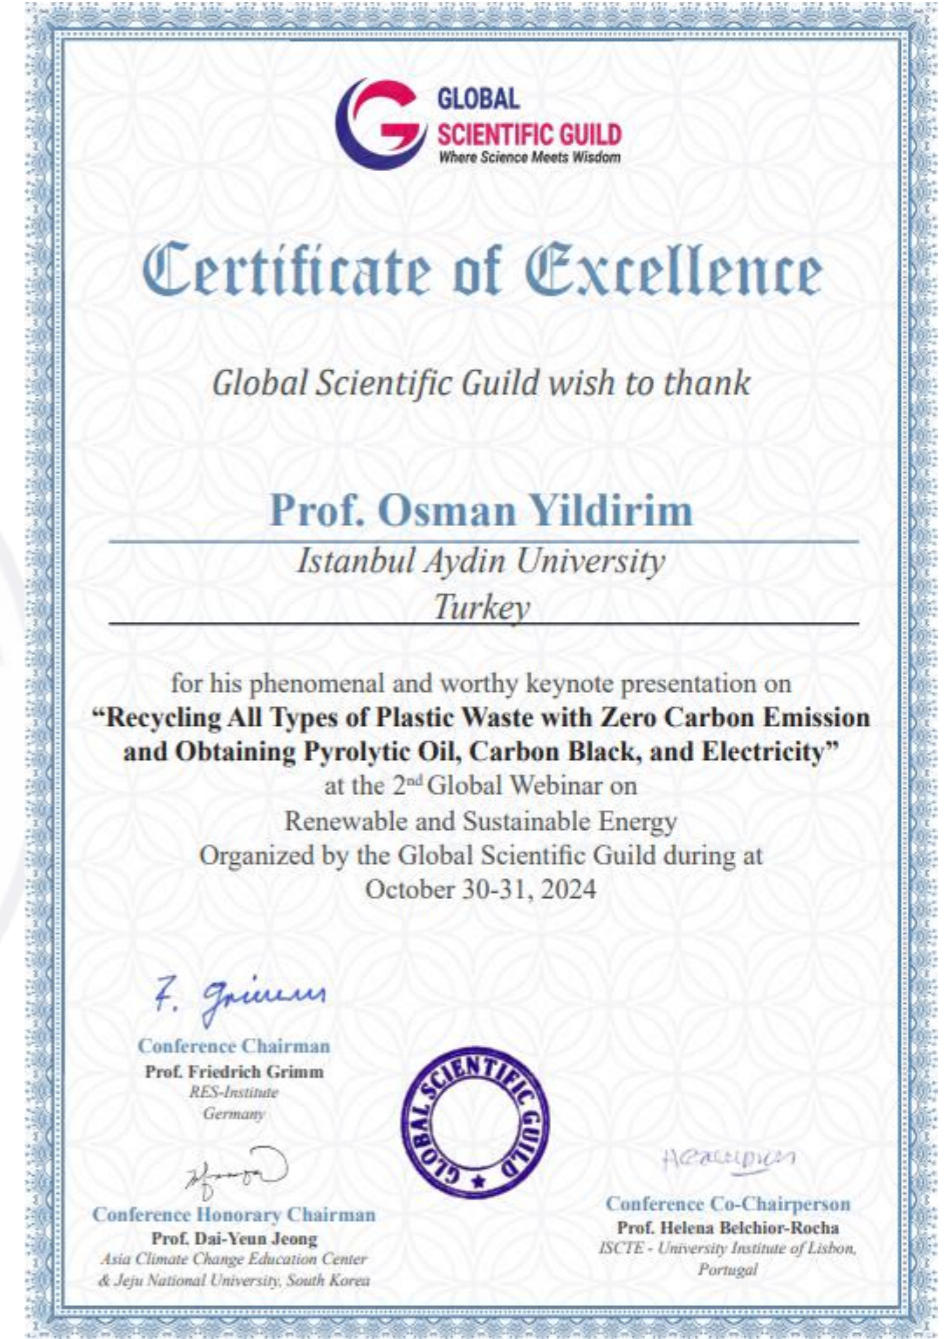 GLOBAL
SCIENTIFIC GUILD
Where Science Meets Wisdom
Certificate of Excellence
Global Scientific Guild wish to thank
Prof. Osman Yildirim
Istanbul Aydin University
Turkey
for his phenomenal and worthy keynote presentation on
“Recycling All Types of Plastic Waste with Zero Carbon Emission
and Obtaining Pyrolytic Oil, Carbon Black, and Electricity”
at the 2nd Global Webinar on
Renewable and Sustainable Energy
Organized by the Global Scientific Guild during at
October 30-31, 2024
F. Grimm
Conference Chairman
Prof. Friedrich Grimm
RES-Institute
Germany
Conference Honorary Chairman
Prof. Dai-Yeun Jeong
Asia Climate Change Education Center
& Jeju National University, South Korea
GLOBAL SCIENTIFIC GUILD
Conference Co-Chairperson
Prof. Helena Belchior-Rocha
ISCTE - University Institute of Lisbon,
Portugal